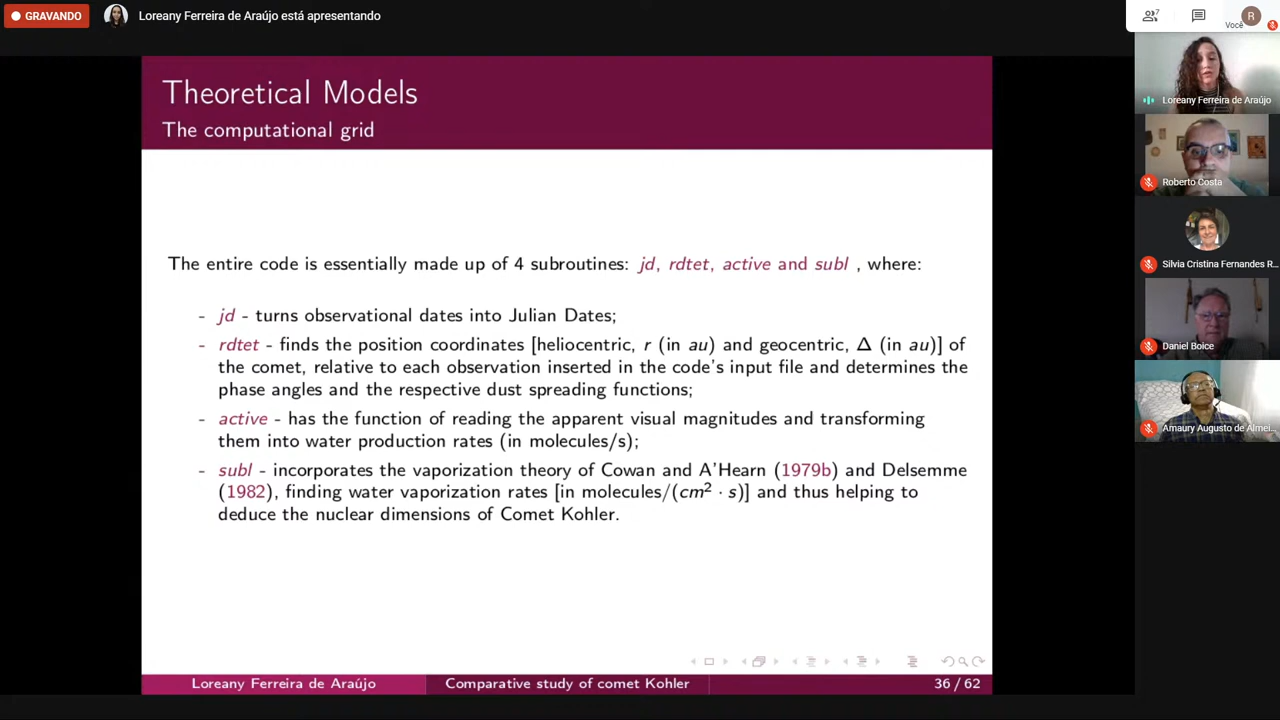 GRAVANDO
Loreany Ferreira de Araújo está apresentando
7
R
Você
Theoretical Models
The computational grid
The entire code is essentially made up of 4 subroutines: jd, rdtet, active and subl , where:
- jd - turns observational dates into Julian Dates;
- rdtet - finds the position coordinates [heliocentric, r (in au) and geocentric, Δ (in au)] of
the comet, relative to each observation inserted in the code's input file and determines the
phase angles and the respective dust spreading functions;
- active - has the function of reading the apparent visual magnitudes and transforming
them into water production rates (in molecules/s);
- subl - incorporates the vaporization theory of Cowan and A'Hearn (1979b) and Delsemme
(1982), finding water vaporization rates [in molecules/(cm² · s)] and thus helping to
deduce the nuclear dimensions of Comet Kohler.
Loreany Ferreira de Araújo
Comparative study of comet Kohler
36 / 62
Loreany Ferreira de Araújo
Roberto Costa
Silvia Cristina Fernandes R...
Daniel Boice
Amaury Augusto de Almei...